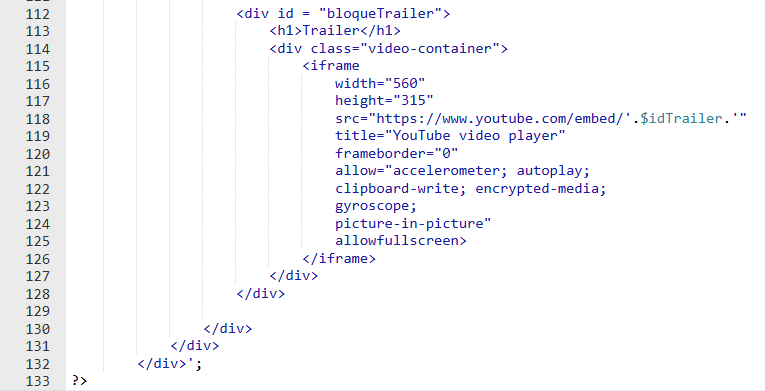 112 <div id = "bloqueTrailer">
113 <h1>Trailer</h1>
114 <div class="video-container">
115 <iframe
116 width="560"
117 height="315"
118 src="https://www.youtube.com/embed/'.$idTrailer.'"
119 title="YouTube video player"
120 frameborder="0"
121 allow="accelerometer; autoplay;
122 clipboard-write; encrypted-media;
123 gyroscope;
124 picture-in-picture"
125 allowfullscreen>
126 </iframe>
127 </div>
128 </div>
129
130 </div>
131 </div>
132 </div>';
133 ?>